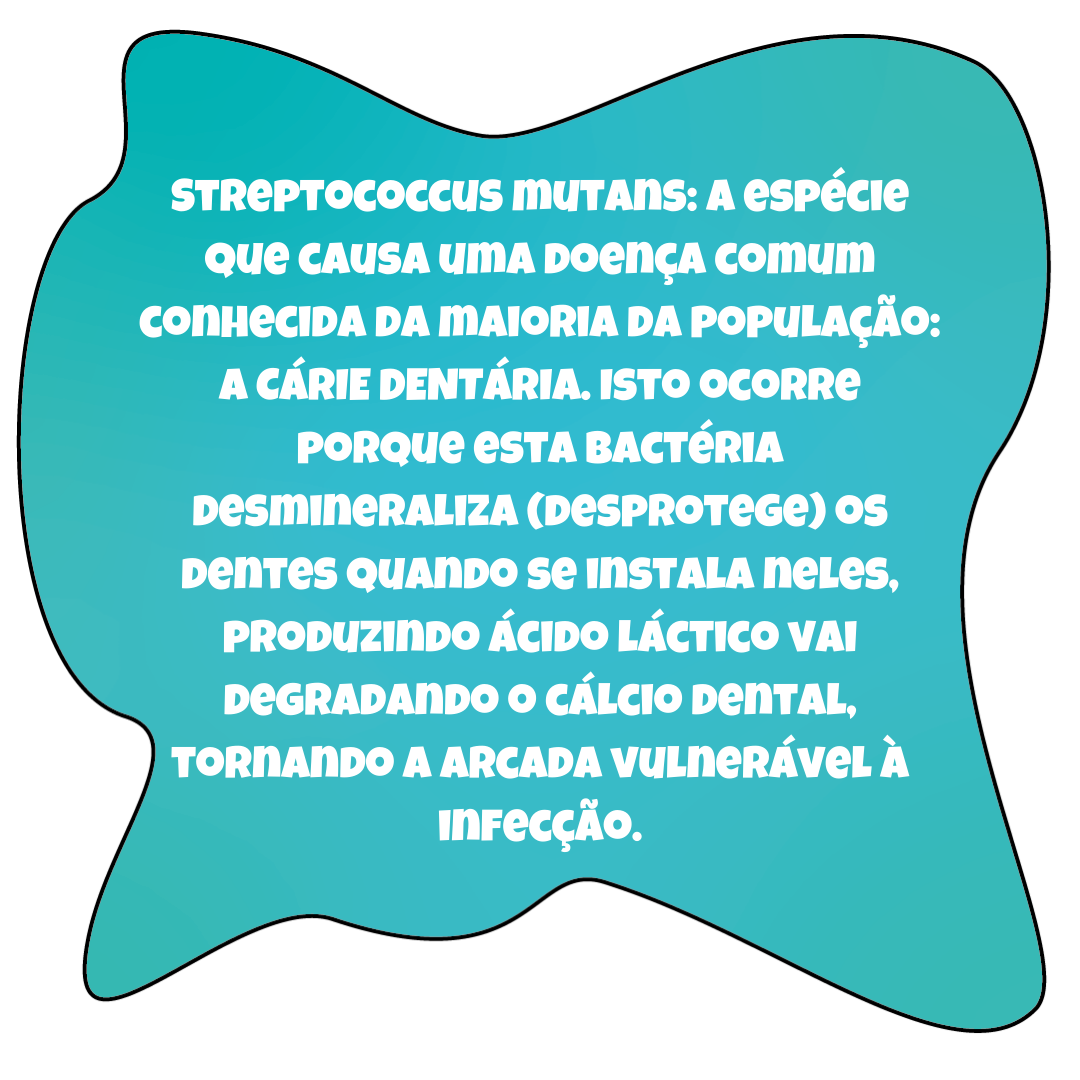 Streptococcus mutans: a espécie
que causa uma doença comum
conhecida da maioria da população:
a CÁRIE DENTÁRIA. Isto ocorre
porque esta bactéria
desmineraliza (desprotege) os
dentes quando se instala neles,
produzindo ácido láctico vai
degradando o cálcio dental,
tornando a arcada vulnerável à
infecção.